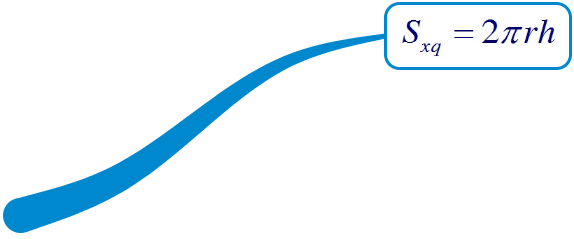 S_{xq} = 2πrh